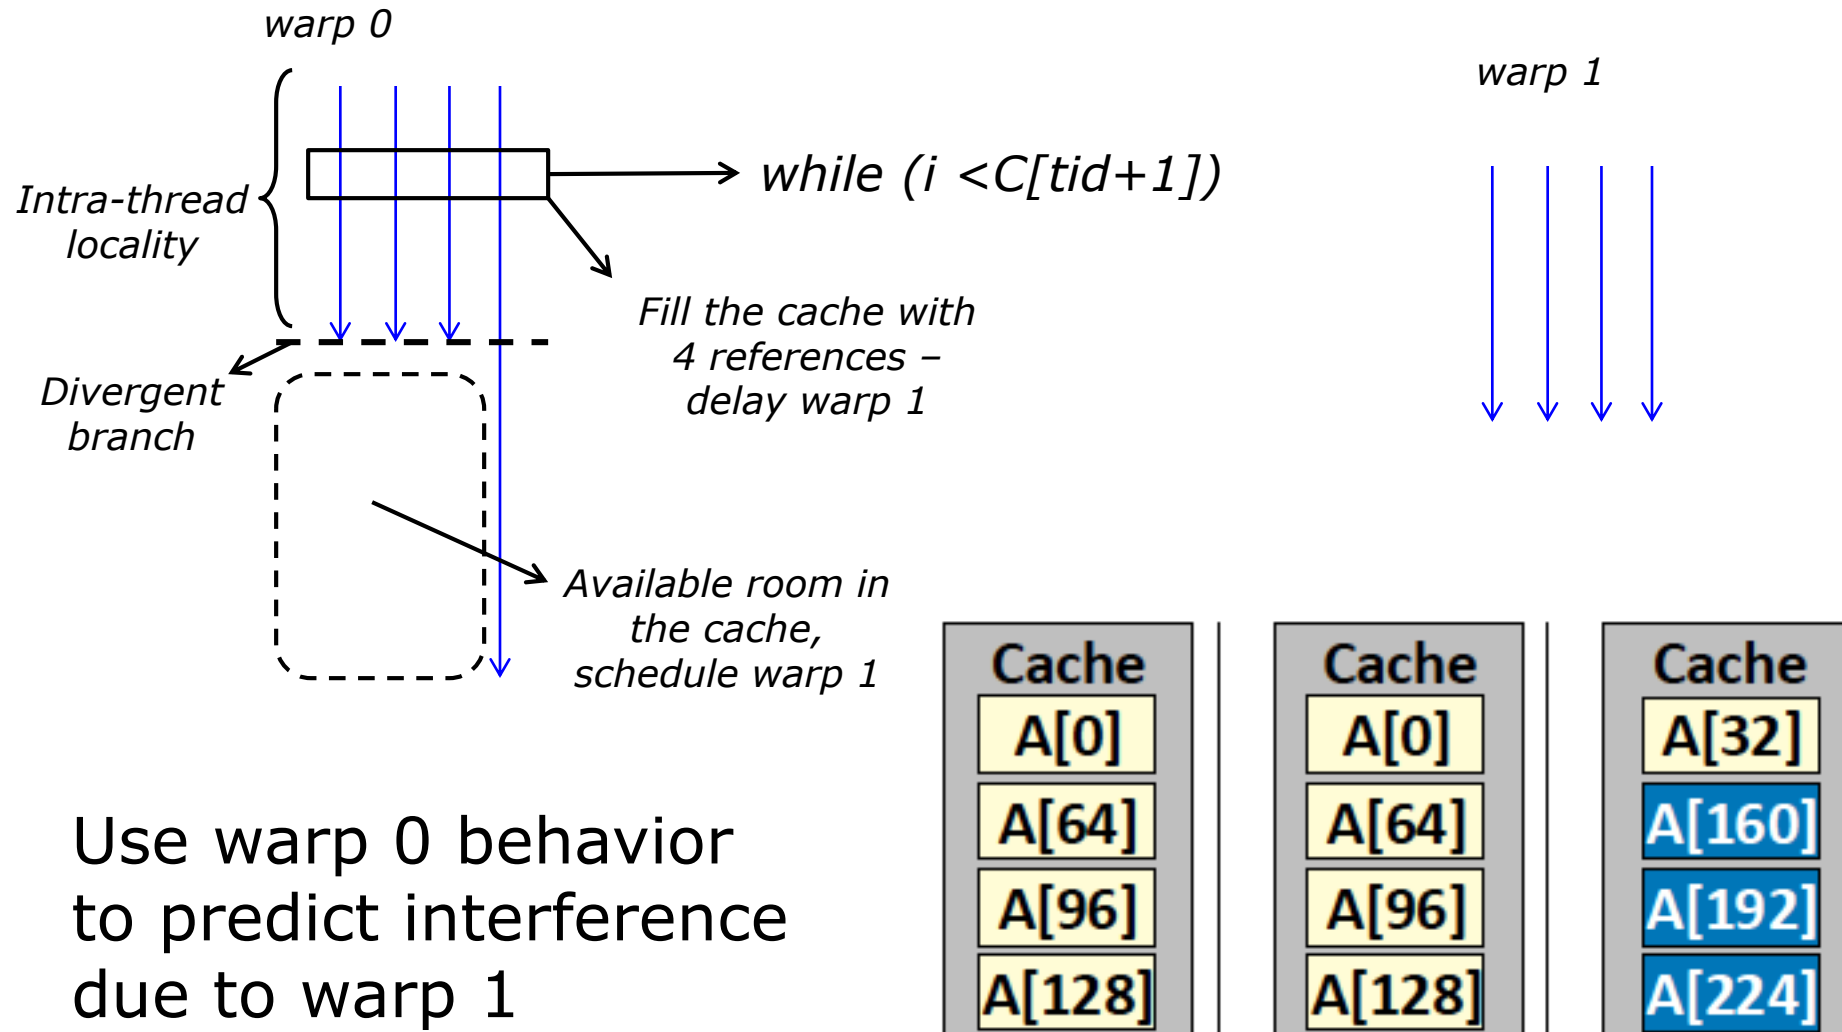 warp 0
warp 1
while (i <C[tid+1])
Intra-thread
locality
Fill the cache with
4 references –
delay warp 1
Divergent
branch
Available room in
the cache,
schedule warp 1
Use warp 0 behavior
to predict interference
due to warp 1
Cache
A[0]
A[64]
A[96]
A[128]
Cache
A[0]
A[64]
A[96]
A[128]
Cache
A[32]
A[160]
A[192]
A[224]